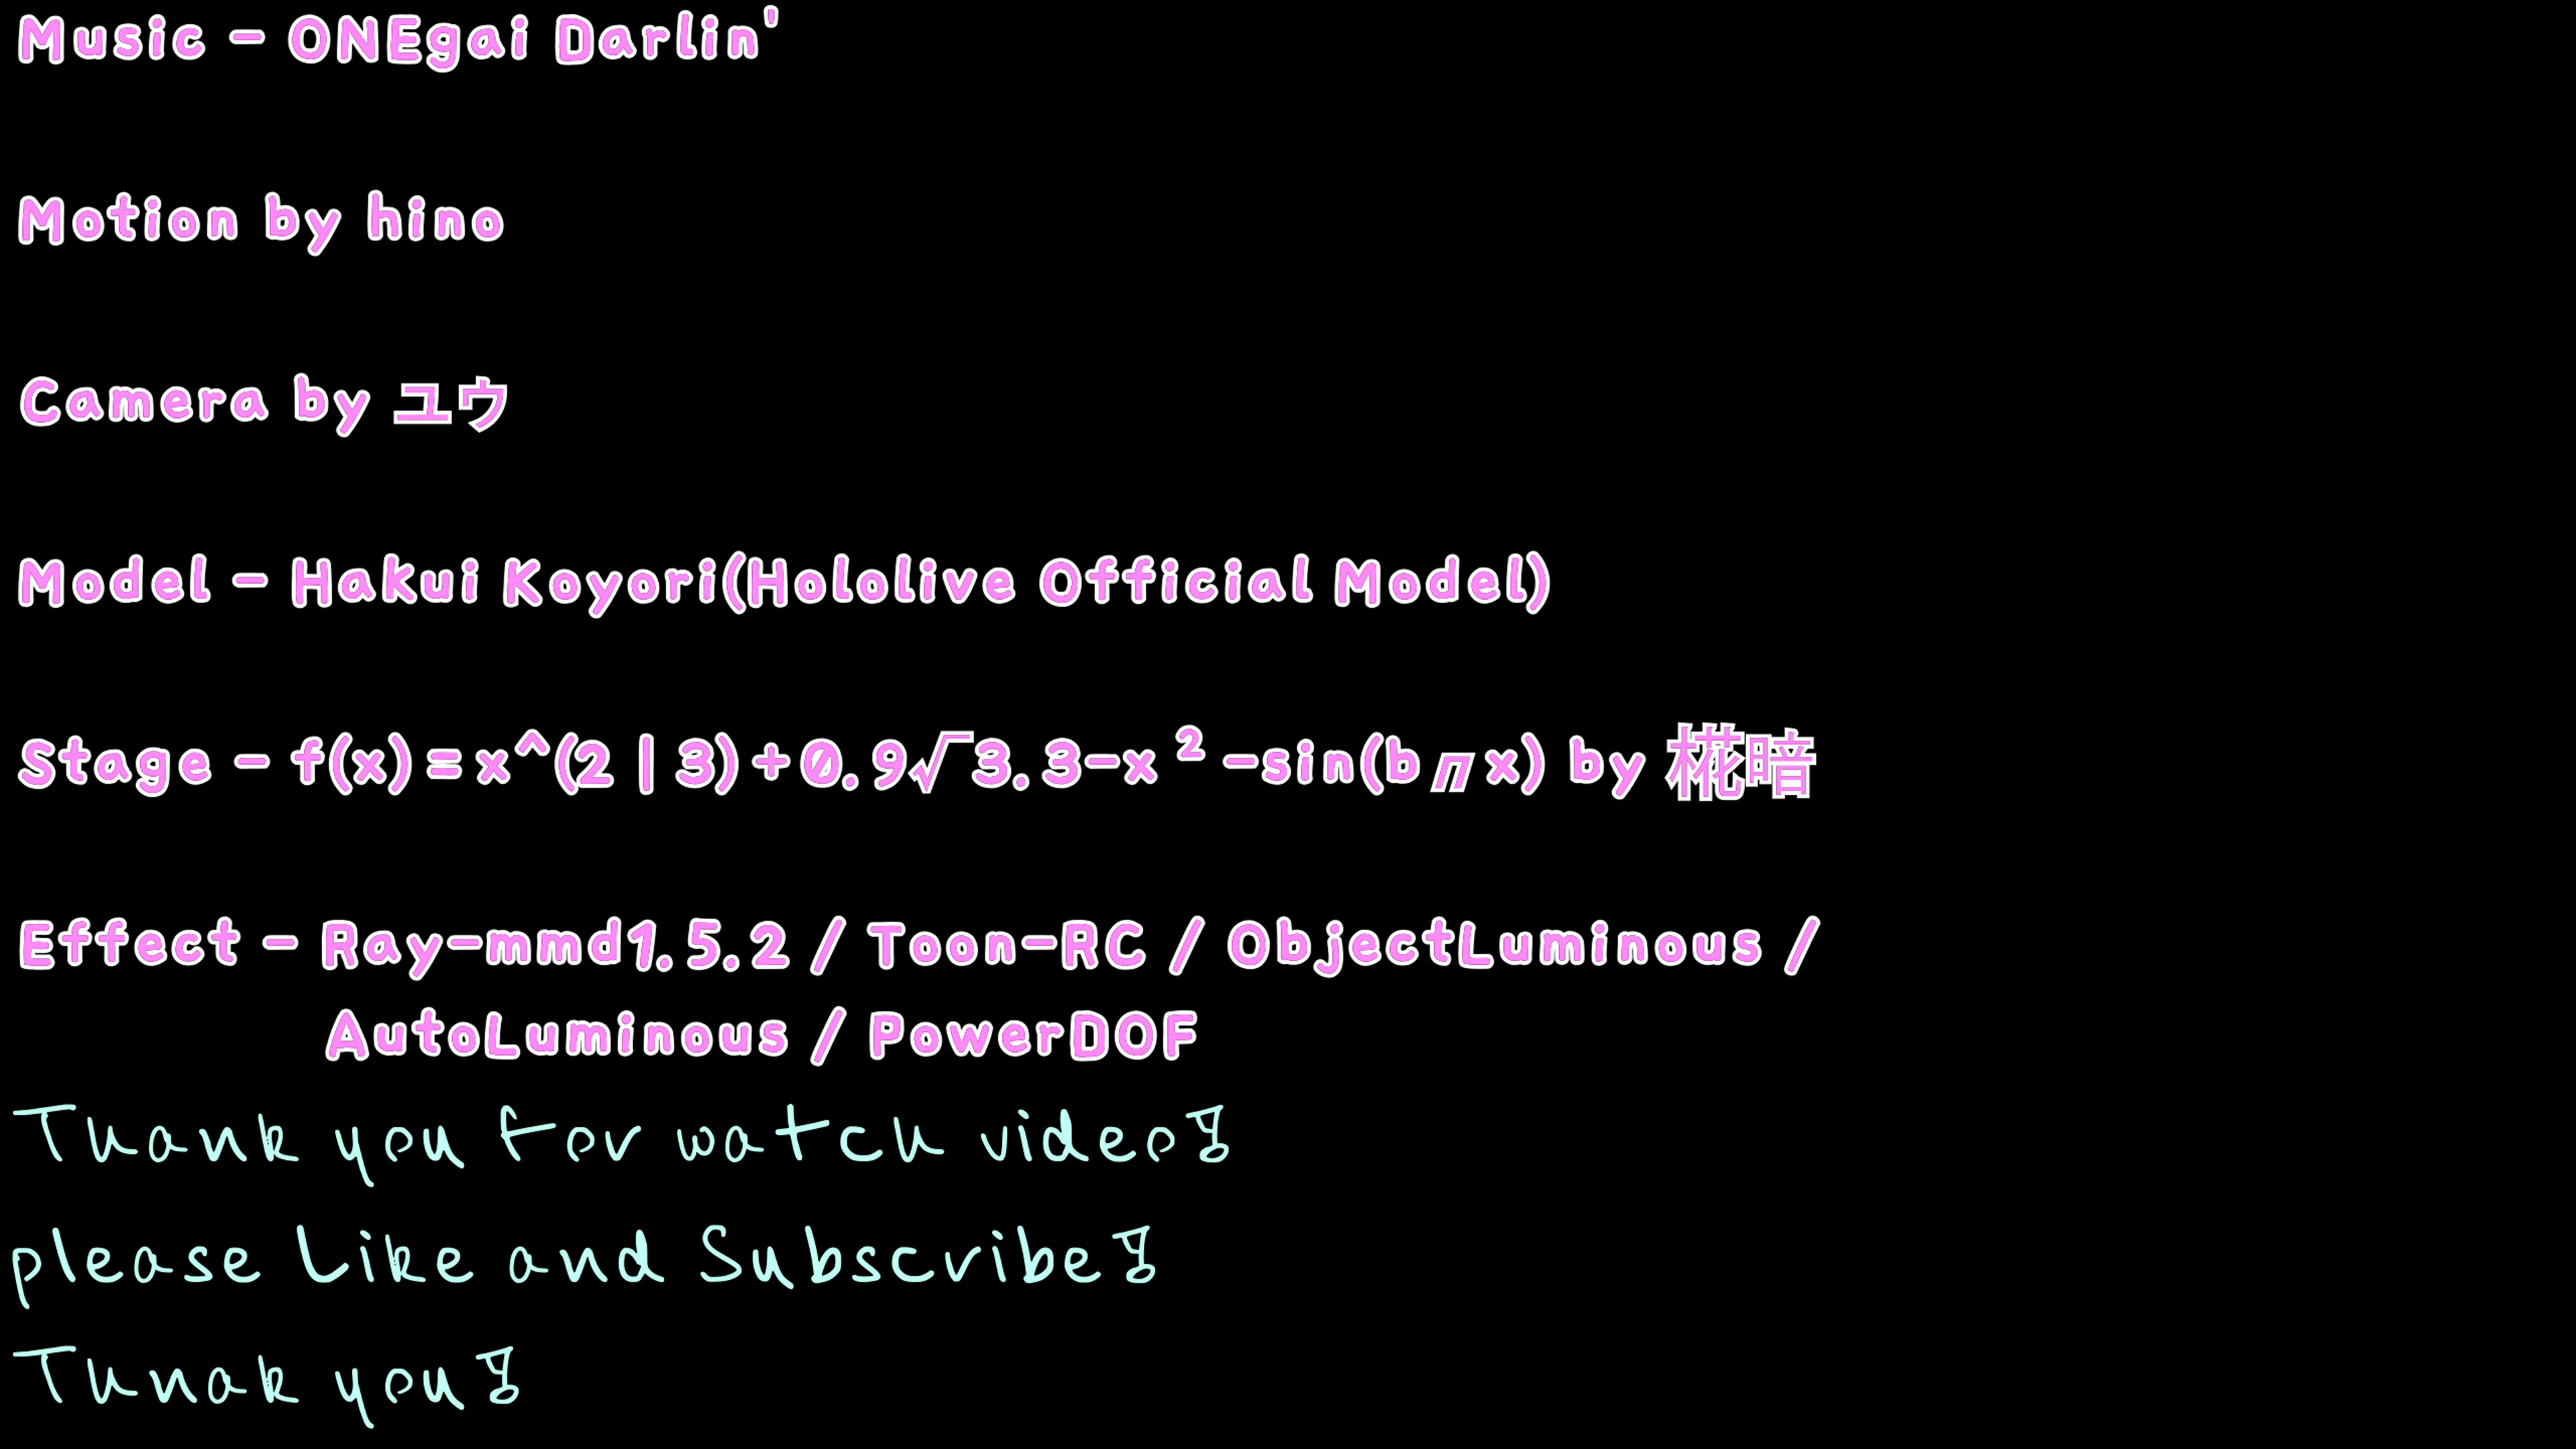 Music - ONEgai Darlin'
Motion by hino
Camera by ユウ
Model - Hakui Koyori(Hololive Official Model)
Stage - f(x)=x^(2|3)+0.9√3.3-x²-sin(bπx) by 椛暗
Effect - Ray-mmd1.5.2 / Toon-RC / ObjectLuminous /
AutoLuminous / PowerDOF
Thank you for watch video!
please Like and Subscribe!
Thnak you!